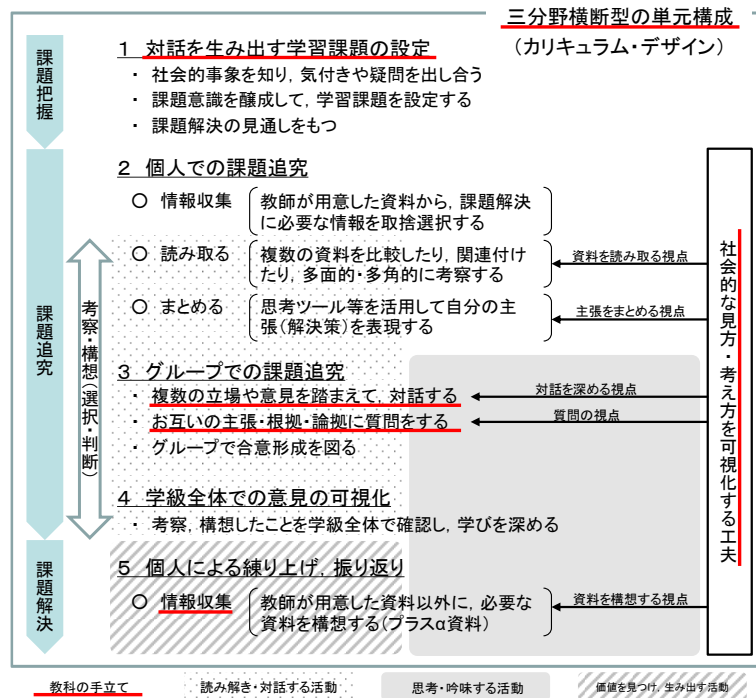 三分野横断型の単元構成
（カリキュラム・デザイン）
課題把握
1 対話を生み出す学習課題の設定
・ 社会的事象を知り，気付きや疑問を出し合う
・ 課題意識を醸成して，学習課題を設定する
・ 課題解決の見通しをもつ
課題追究
考察・構想（選択・判断）
2 個人での課題追究
○ 情報収集
教師が用意した資料から，課題解決
に必要な情報を取捨選択する
○ 読み取る
複数の資料を比較したり，関連付け
たり，多面的・多角的に考察する
資料を読み取る視点
○ まとめる
思考ツール等を活用して自分の主
張（解決策）を表現する
主張をまとめる視点
3 グループでの課題追究
・ 複数の立場や意見を踏まえて，対話する
対話を深める視点
・ お互いの主張・根拠・論拠に質問をする
質問の視点
・ グループで合意形成を図る
4 学級全体での意見の可視化
・ 考察，構想したことを学級全体で確認し，学びを深める
課題解決
5 個人による練り上げ，振り返り
○ 情報収集
教師が用意した資料以外に，必要な
資料を構想する（プラスα資料）
資料を構想する視点
社会的な見方・考え方を可視化する工夫
教科の手立て
読み解き・対話する活動
思考・吟味する活動
価値を見つけ，生み出す活動